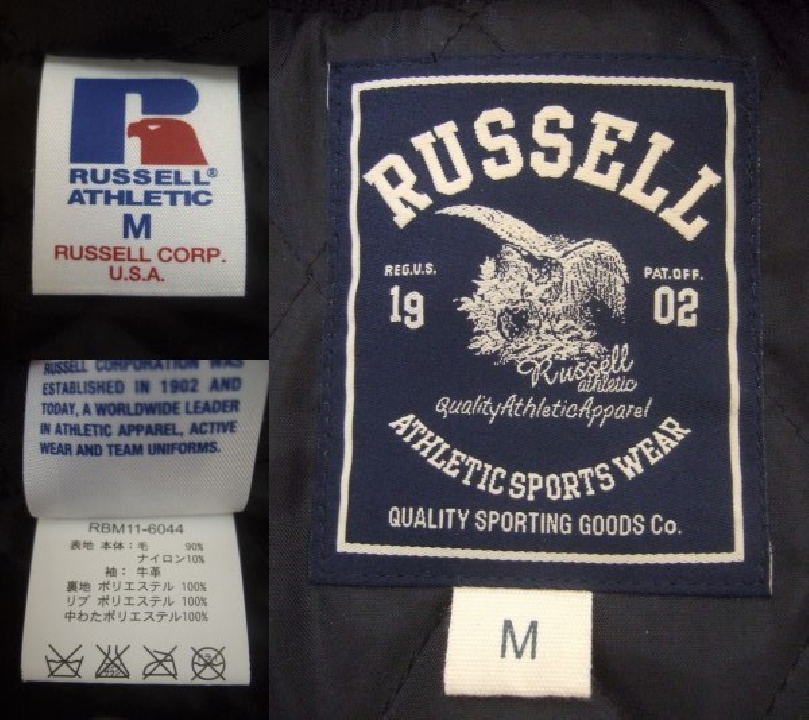 RUSSELL®
ATHLETIC
M
RUSSELL CORP.
U.S.A.
RUSSELL CORPORATION WAS
ESTABLISHED IN 1902 AND
TODAY, A WORLDWIDE LEADER
IN ATHLETIC APPAREL, ACTIVE
WEAR AND TEAM UNIFORMS.
RBM11-6044
表地 本体:毛 90%
ナイロン10%
袖: 牛革
裏地 ポリエステル 100%
リブ ポリエステル 100%
中わたポリエステル100%
RUSSELL
REG.U.S. PAT.OFF.
19 02
Russell
athletic
QualityAthleticApparel
ATHLETIC SPORTS WEAR
QUALITY SPORTING GOODS Co.
M